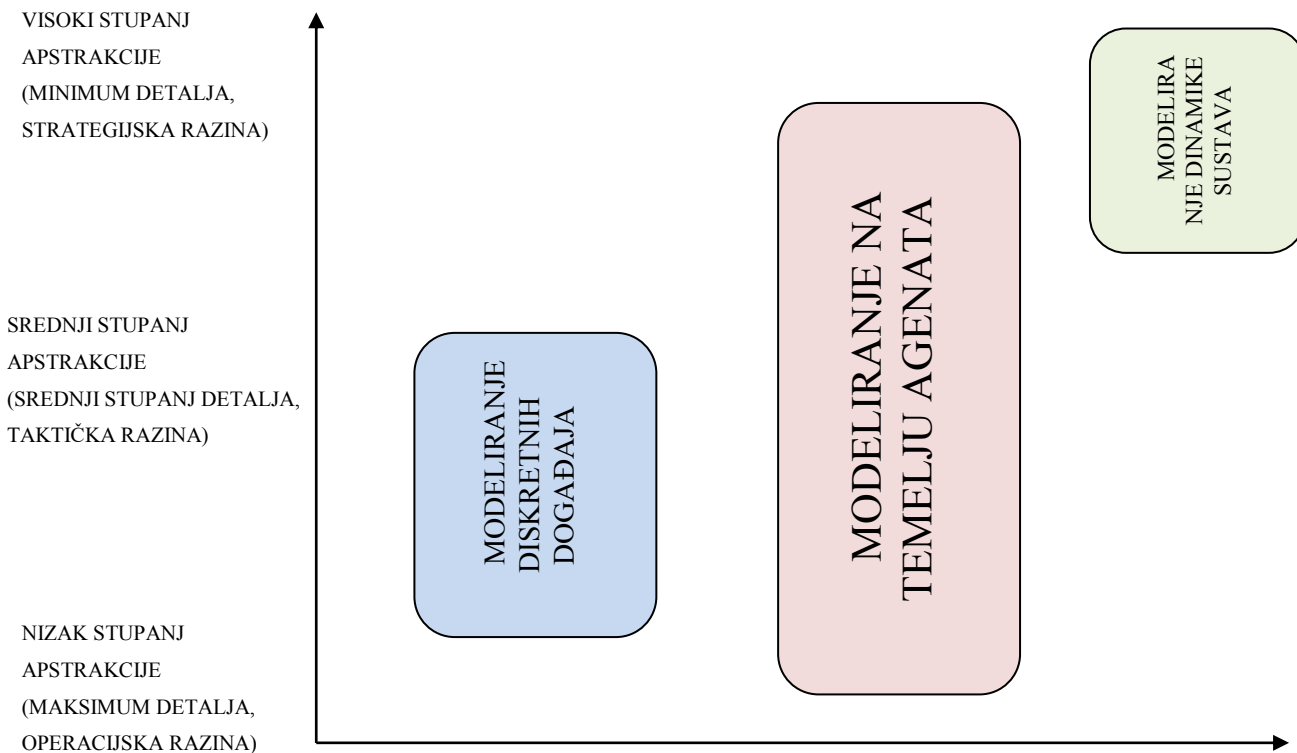 VISOKI STUPANJ
APSTRAKCIJE
(MINIMUM DETALJA,
STRATEGIJSKA RAZINA)
SREDNJI STUPANJ
APSTRAKCIJE
(SREDNJI STUPANJ DETALJA,
TAKTIČKA RAZINA)
NIZAK STUPANJ
APSTRAKCIJE
(MAKSIMUM DETALJA,
OPERACIJSKA RAZINA)
MODELIRANJE
DISKRETNIH
DOGAĐAJA
MODELIRANJE NA
TEMELJU AGENATA
MODELIRA
NJE DINAMIKE
SUSTAVA